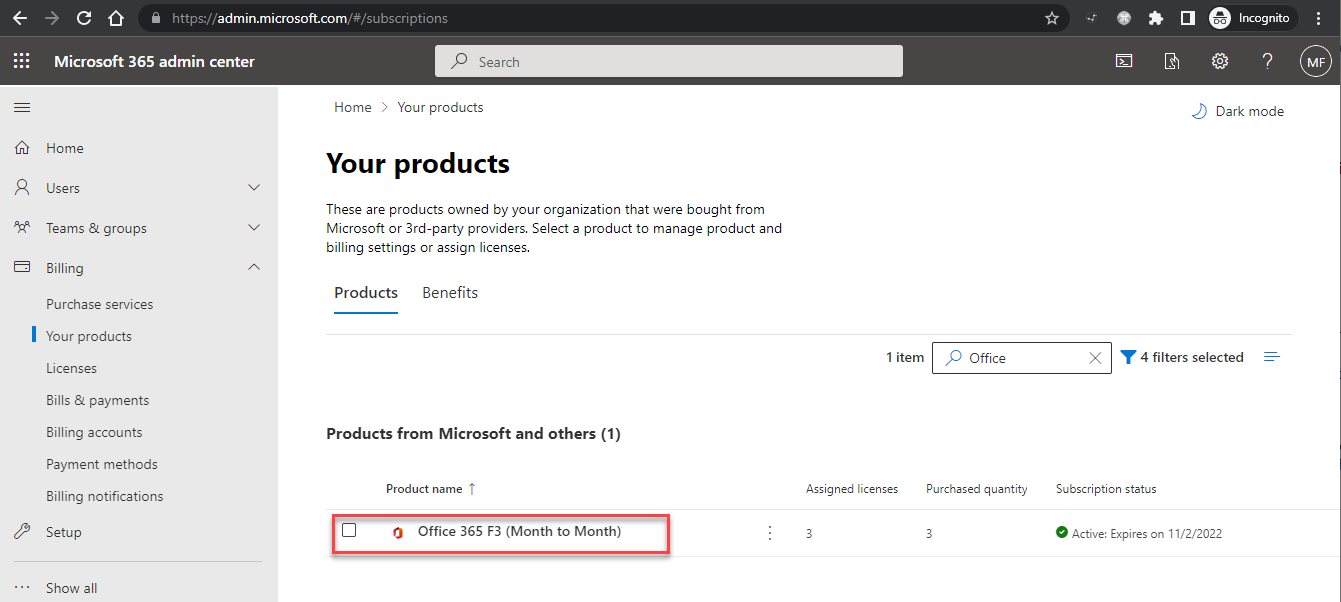 https://admin.microsoft.com/#/subscriptions
Incognito
Microsoft 365 admin center
Search
MF
Home > Your products
Dark mode
Home
Users
Teams & groups
Billing
Purchase services
Your products
Licenses
Bills & payments
Billing accounts
Payment methods
Billing notifications
Setup
Show all
Your products
These are products owned by your organization that were bought from
Microsoft or 3rd-party providers. Select a product to manage product and
billing settings or assign licenses.
Products Benefits
1 item Office 4 filters selected
Products from Microsoft and others (1)
Product name ↑ Assigned licenses Purchased quantity Subscription status
Office 365 F3 (Month to Month) 3 3 Active: Expires on 11/2/2022